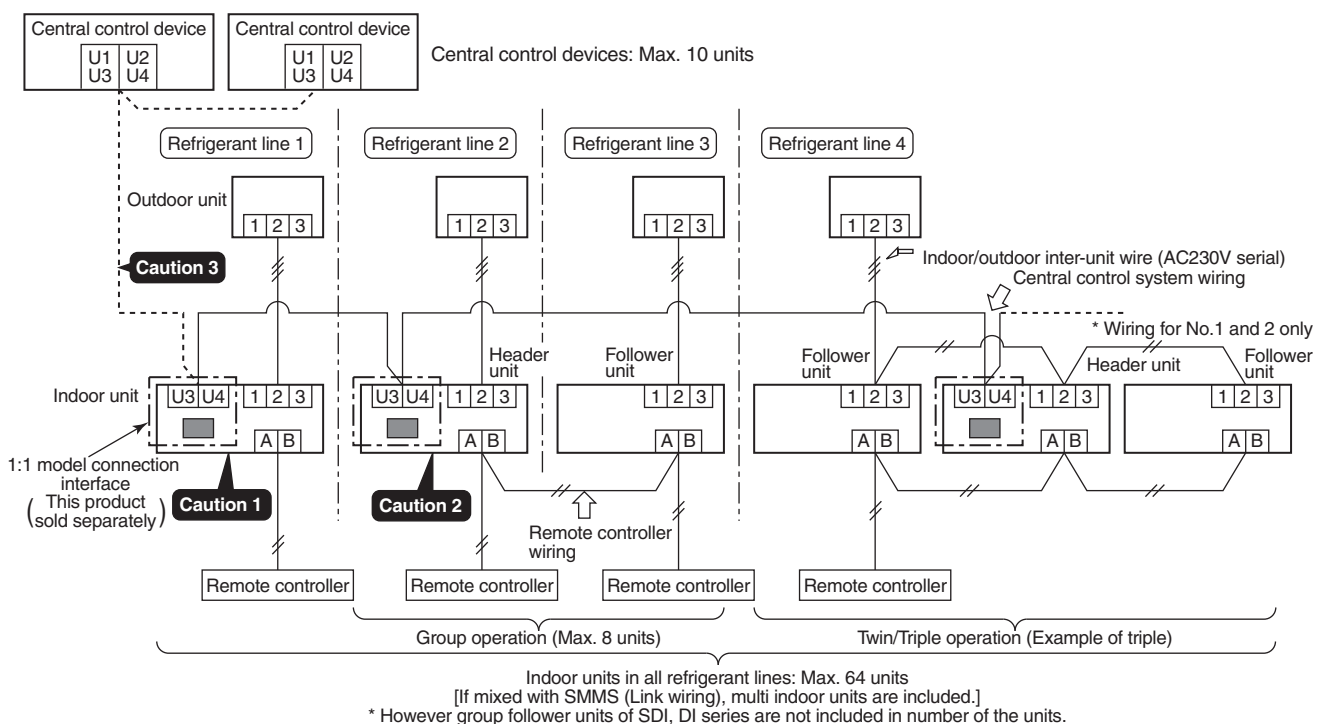 Central control device
U1 U2
U3 U4
Central control device
U1 U2
U3 U4
Central control devices: Max. 10 units
Refrigerant line 1
Refrigerant line 2
Refrigerant line 3
Refrigerant line 4
Outdoor unit
1 2 3
1 2 3
1 2 3
1 2 3
Caution 3
Indoor/outdoor inter-unit wire (AC230V serial)
Central control system wiring
* Wiring for No.1 and 2 only
Header
unit
Follower
unit
Follower
unit
Header unit
Follower
unit
Indoor unit
U3 U4 1 2 3
U3 U4 1 2 3
1 2 3
1 2 3
U3 U4 1 2 3
1 2 3
A B
A B
A B
A B
A B
A B
1:1 model connection
interface
(This product
sold separately)
Caution 1
Caution 2
Remote controller
wiring
Remote controller
Remote controller
Remote controller
Remote controller
Group operation (Max. 8 units)
Twin/Triple operation (Example of triple)
Indoor units in all refrigerant lines: Max. 64 units
[If mixed with SMMS (Link wiring), multi indoor units are included.]
* However group follower units of SDI, DI series are not included in number of the units.